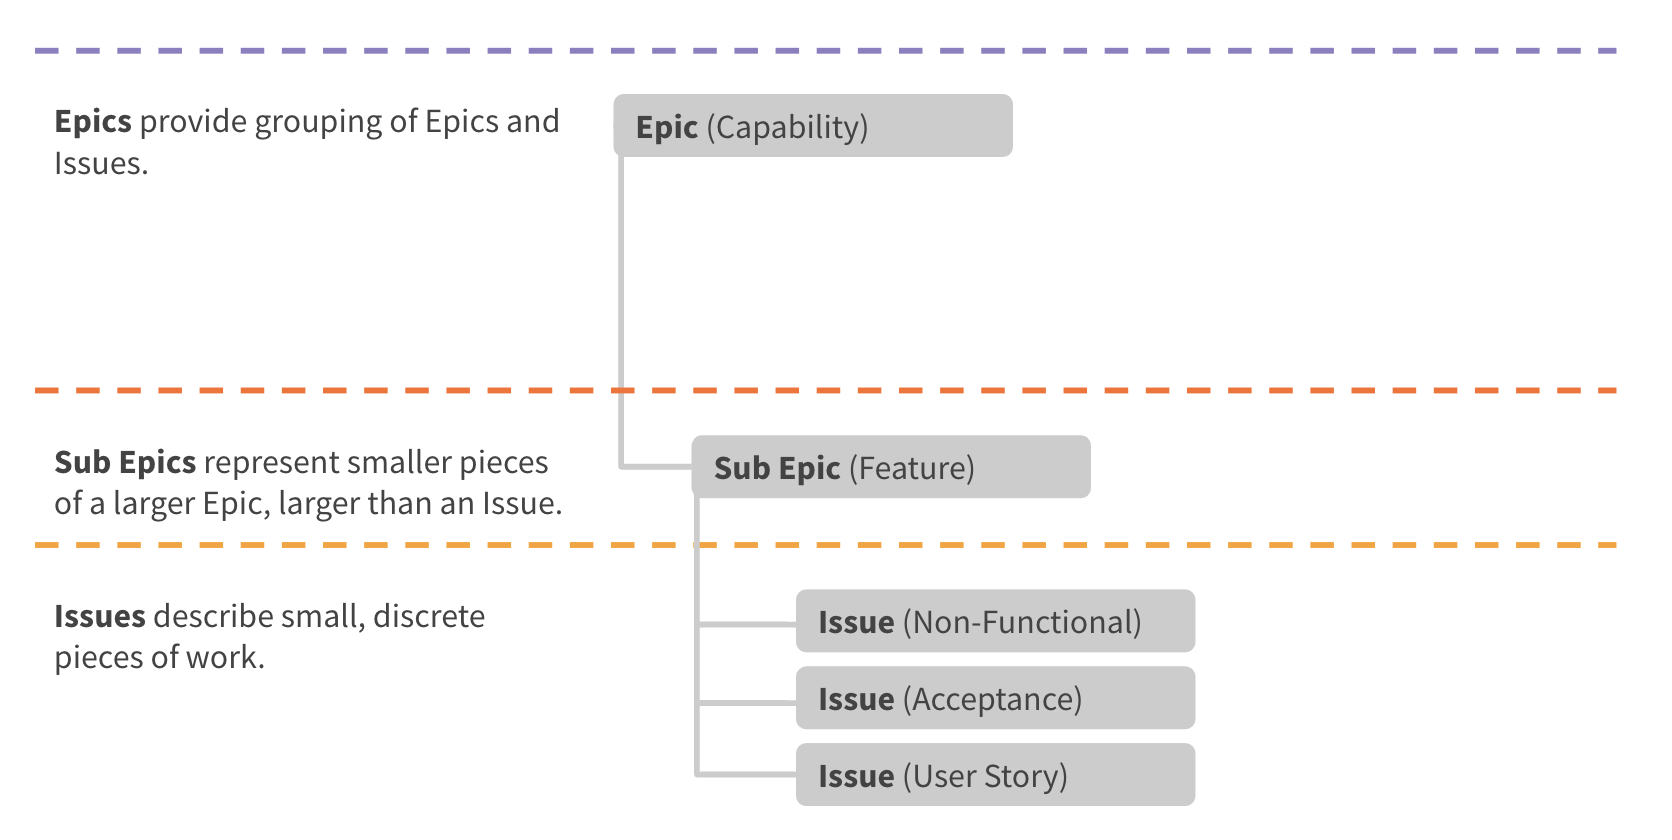 Epics provide grouping of Epics and
Issues.
Epic (Capability)
Sub Epics represent smaller pieces
of a larger Epic, larger than an Issue.
Sub Epic (Feature)
Issues describe small, discrete
pieces of work.
Issue (Non-Functional)
Issue (Acceptance)
Issue (User Story)